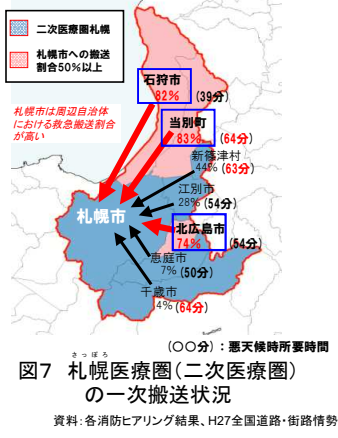 二次医療圏札幌
札幌市への搬送
割合50%以上
石狩市
82% (39分)
札幌市は周辺自治体
における救急搬送割合
が高い
当別町
83% (64分)
新篠津村
44% (63分)
江別市
28% (54分)
札幌市
北広島市
74% (54分)
恵庭市
7% (50分)
千歳市
4% (64分)
(○○分):悪天候時所要時間
さっぽろ
図7 札幌医療圏(二次医療圏)
の一次搬送状況
資料:各消防ヒアリング結果、H27全国道路・街路情勢